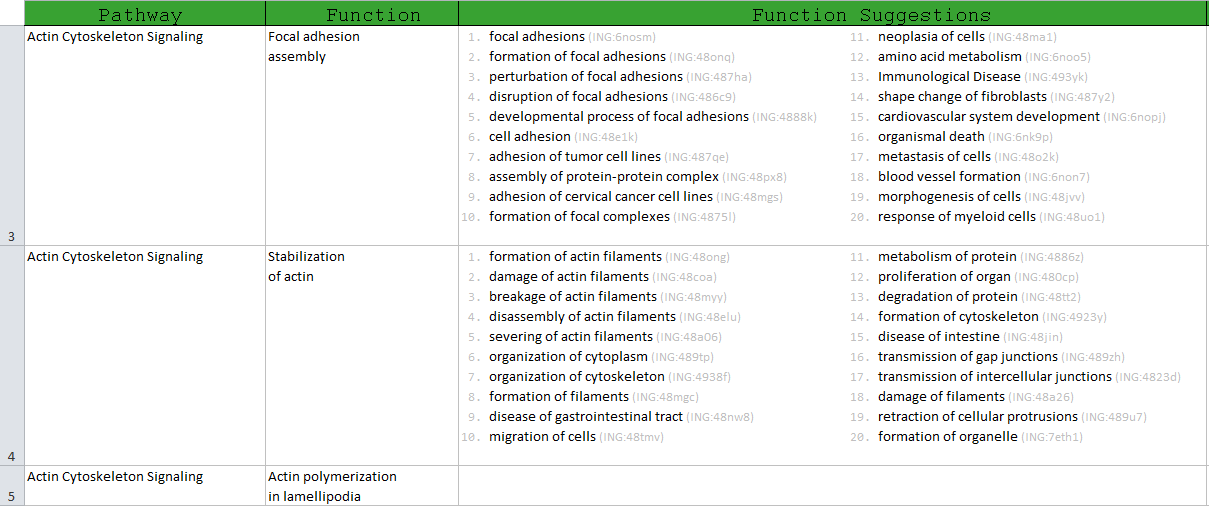 Pathway Function Function Suggestions
3
Actin Cytoskeleton Signaling
Focal adhesion
assembly
1. focal adhesions (ING:6nosm)
2. formation of focal adhesions (ING:48onq)
3. perturbation of focal adhesions (ING:487ha)
4. disruption of focal adhesions (ING:486c9)
5. developmental process of focal adhesions (ING:4888k)
6. cell adhesion (ING:48e1k)
7. adhesion of tumor cell lines (ING:487qe)
8. assembly of protein-protein complex (ING:48px8)
9. adhesion of cervical cancer cell lines (ING:48mgs)
10. formation of focal complexes (ING:4875l)
11. neoplasia of cells (ING:48ma1)
12. amino acid metabolism (ING:6noo5)
13. Immunological Disease (ING:493yk)
14. shape change of fibroblasts (ING:487y2)
15. cardiovascular system development (ING:6nopj)
16. organismal death (ING:6nk9p)
17. metastasis of cells (ING:48o2k)
18. blood vessel formation (ING:6non7)
19. morphogenesis of cells (ING:48jvv)
20. response of myeloid cells (ING:48uo1)
4
Actin Cytoskeleton Signaling
Stabilization
of actin
1. formation of actin filaments (ING:48ong)
2. damage of actin filaments (ING:48coa)
3. breakage of actin filaments (ING:48myy)
4. disassembly of actin filaments (ING:48elu)
5. severing of actin filaments (ING:48a06)
6. organization of cytoplasm (ING:489tp)
7. organization of cytoskeleton (ING:4938f)
8. formation of filaments (ING:48mgc)
9. disease of gastrointestinal tract (ING:48nw8)
10. migration of cells (ING:48tmv)
11. metabolism of protein (ING:4886z)
12. proliferation of organ (ING:480cp)
13. degradation of protein (ING:48tt2)
14. formation of cytoskeleton (ING:4923y)
15. disease of intestine (ING:48jin)
16. transmission of gap junctions (ING:489zh)
17. transmission of intercellular junctions (ING:4823d)
18. damage of filaments (ING:48a26)
19. retraction of cellular protrusions (ING:489u7)
20. formation of organelle (ING:7eth1)
5
Actin Cytoskeleton Signaling
Actin polymerization
in lamellipodia